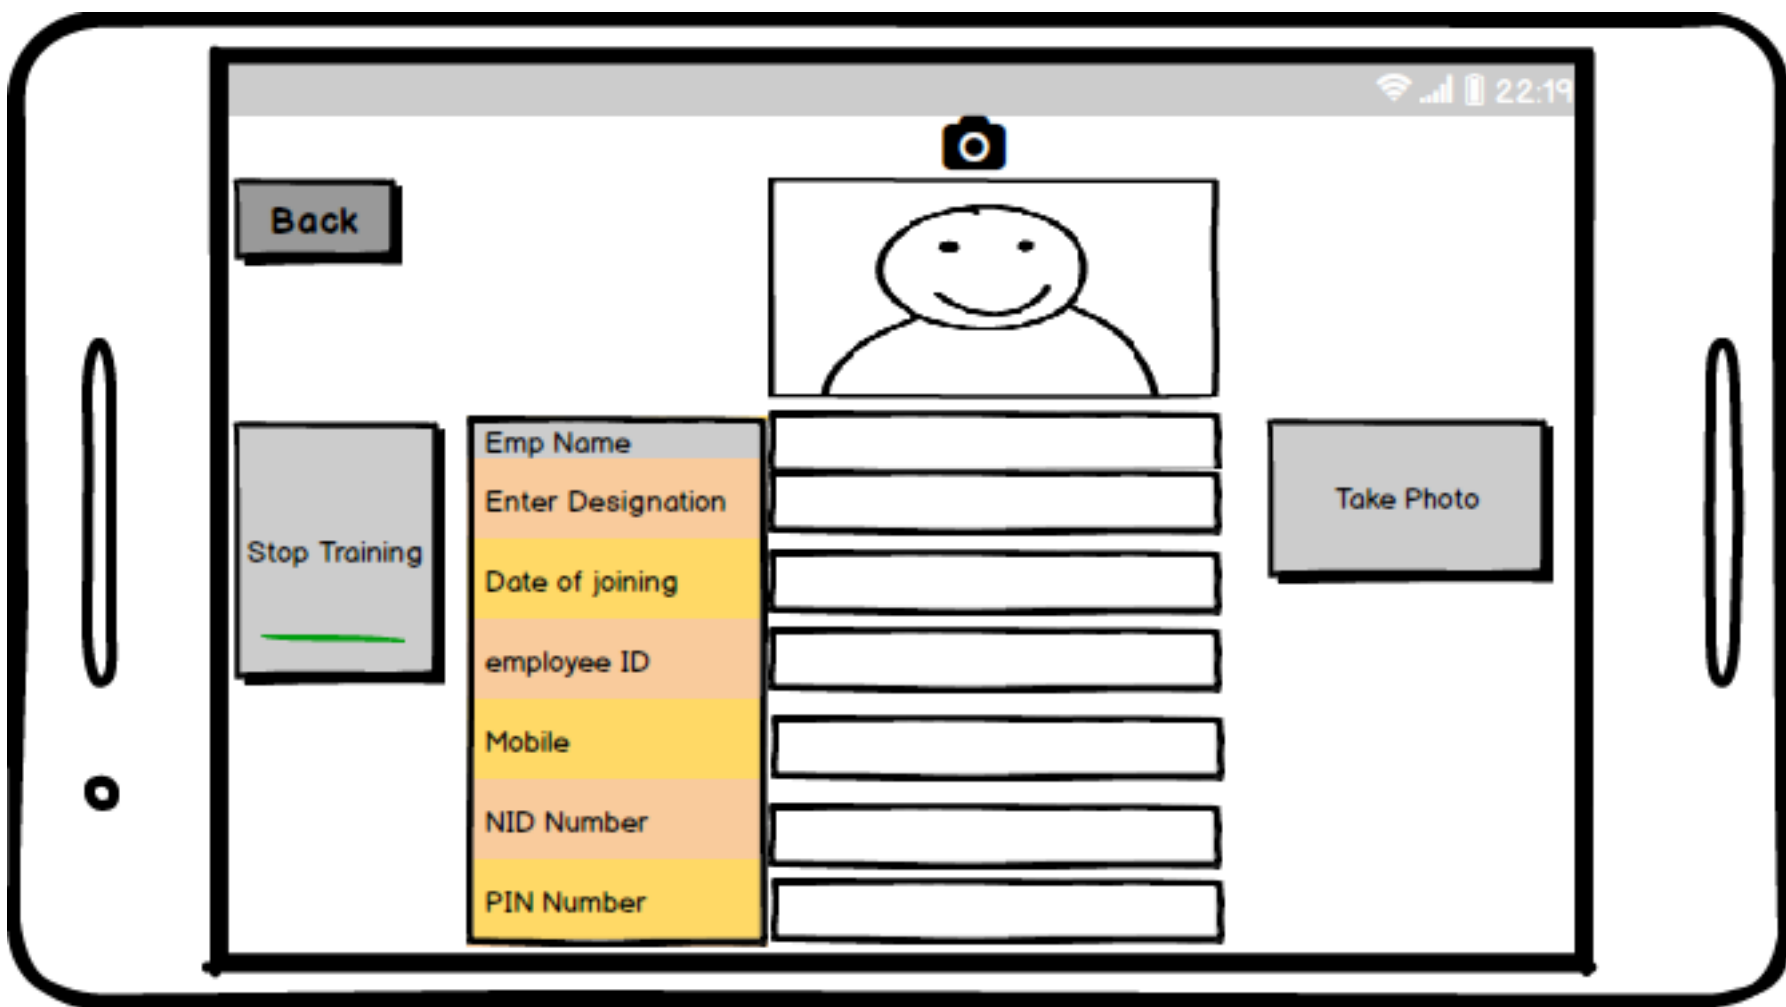 22:19
Back
Emp Name
Enter Designation
Take Photo
Stop Training
Date of joining
employee ID
Mobile
NID Number
PIN Number